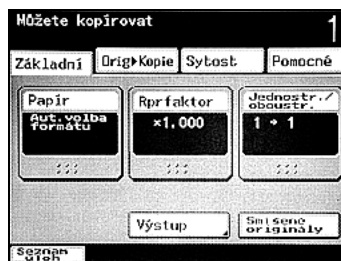 Můžete kopírovat 1
Základní Orig▸Kopie Sytost Pomocné
Papír Rprfaktor Jednostr./
oboustr.
Aut.volba
formátu
×1.000
1 → 1
Výstup Smíšené
originály
Seznam
úloh